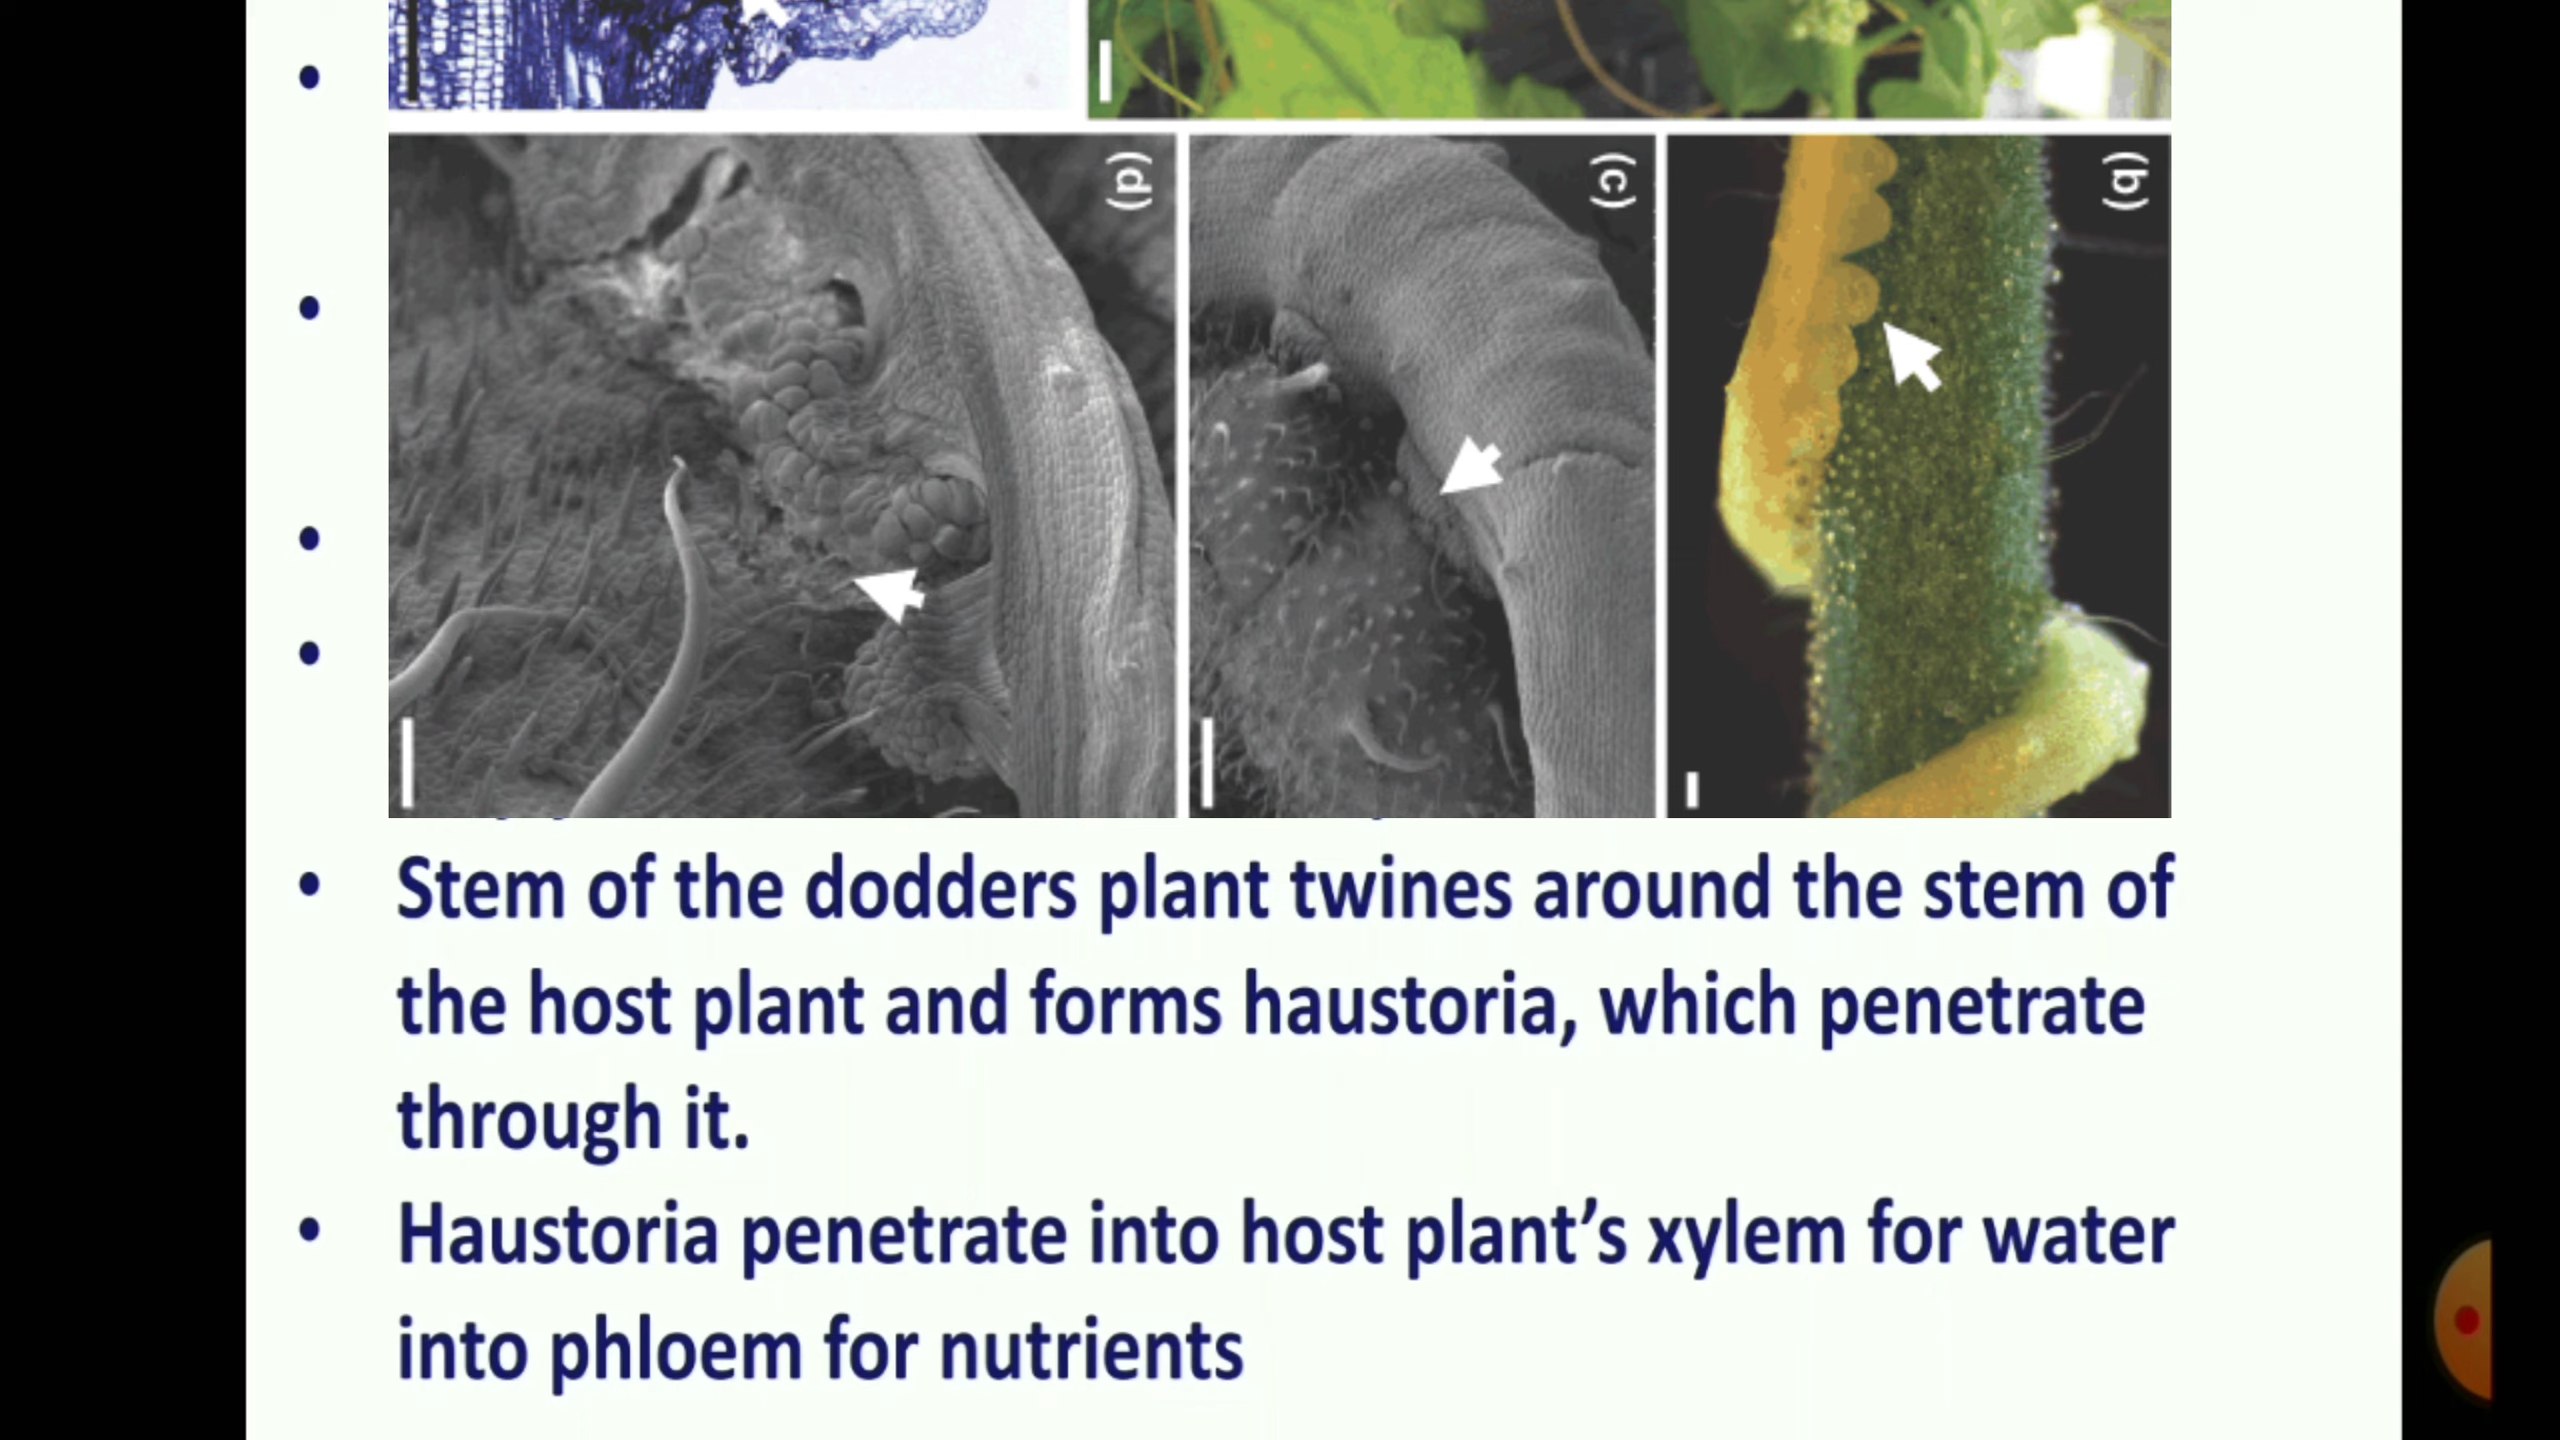 (d)
(c)
(b)
• Stem of the dodders plant twines around the stem of
the host plant and forms haustoria, which penetrate
through it.
• Haustoria penetrate into host plant’s xylem for water
into phloem for nutrients